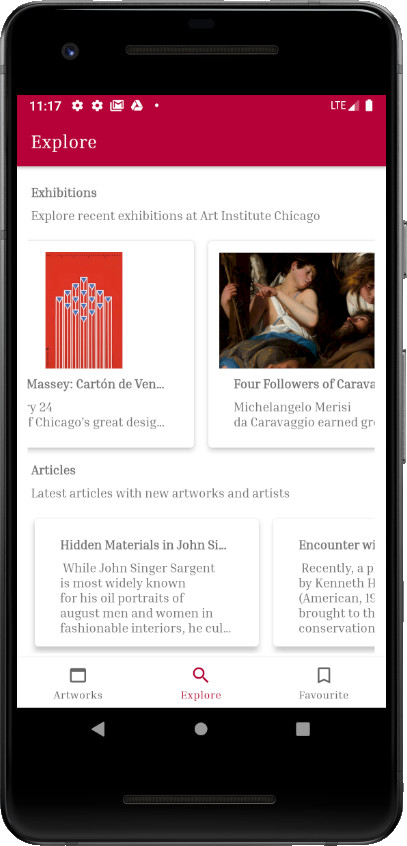 11:17
LTE
Explore
Exhibitions
Explore recent exhibitions at Art Institute Chicago
Massey: Cartón de Ven...
ry 24
f Chicago's great desig...
Four Followers of Carava
Michelangelo Merisi
da Caravaggio earned gre
Articles
Latest articles with new artworks and artists
Hidden Materials in John Si...
While John Singer Sargent
is most widely known
for his oil portraits of
august men and women in
fashionable interiors, he cul...
Encounter wi
Recently, a p
by Kenneth H
(American, 19
brought to th
conservation
Artworks
Explore
Favourite